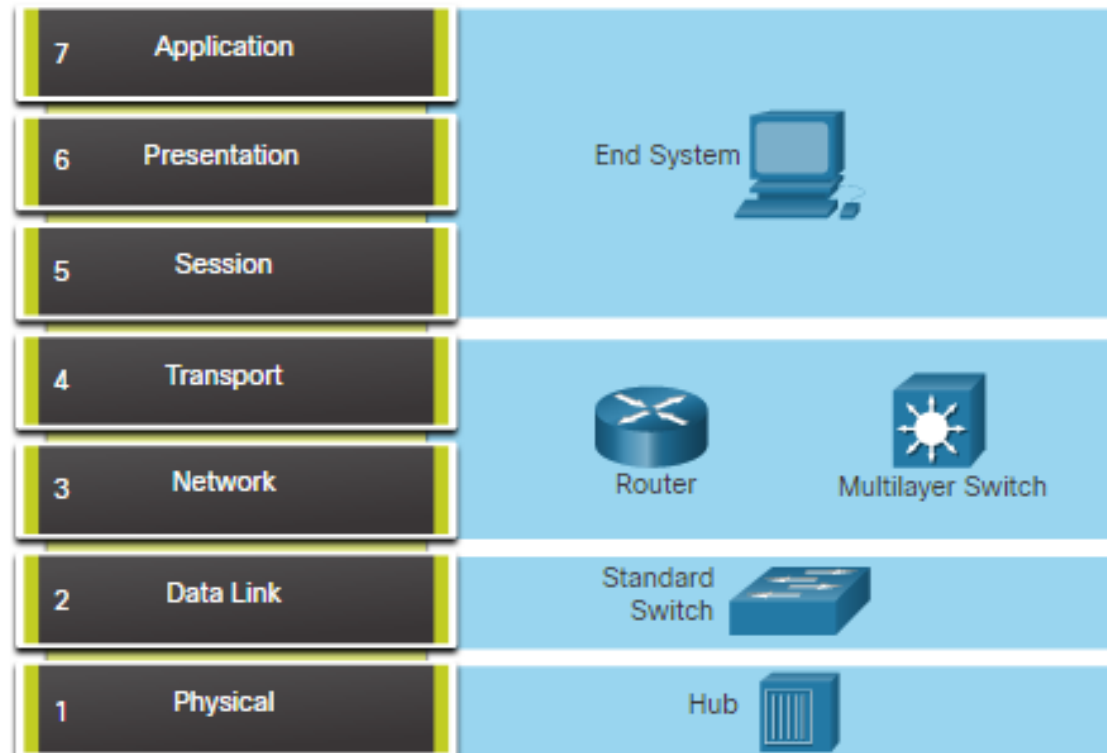 7 Application
6 Presentation
End System
5 Session
4 Transport
3 Network
Router
Multilayer Switch
2 Data Link
Standard
Switch
1 Physical
Hub